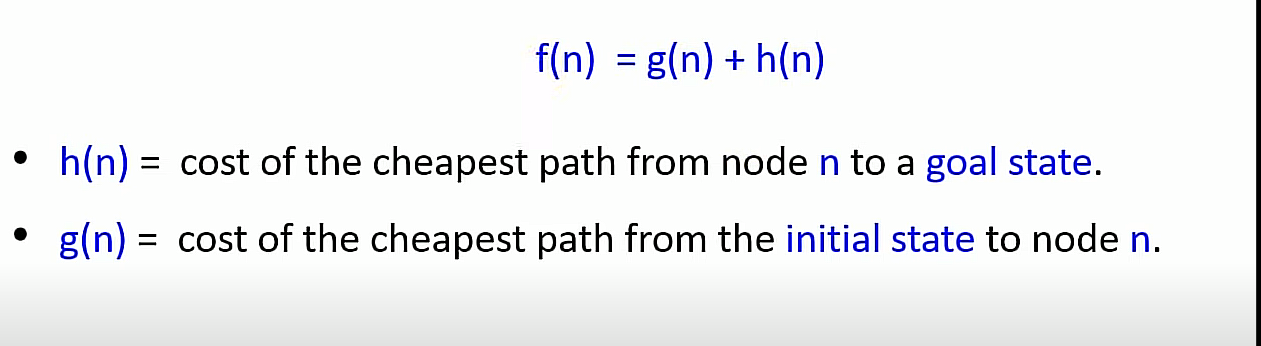 f(n) = g(n) + h(n)
• h(n) = cost of the cheapest path from node n to a goal state.
• g(n) = cost of the cheapest path from the initial state to node n.